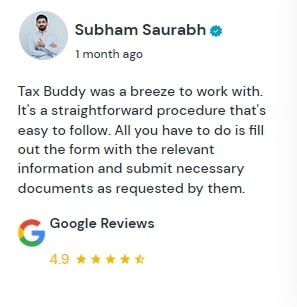 Subham Saurabh
1 month ago
Tax Buddy was a breeze to work with.
It's a straightforward procedure that's
easy to follow. All you have to do is fill
out the form with the relevant
information and submit necessary
documents as requested by them.
Google Reviews
4.9